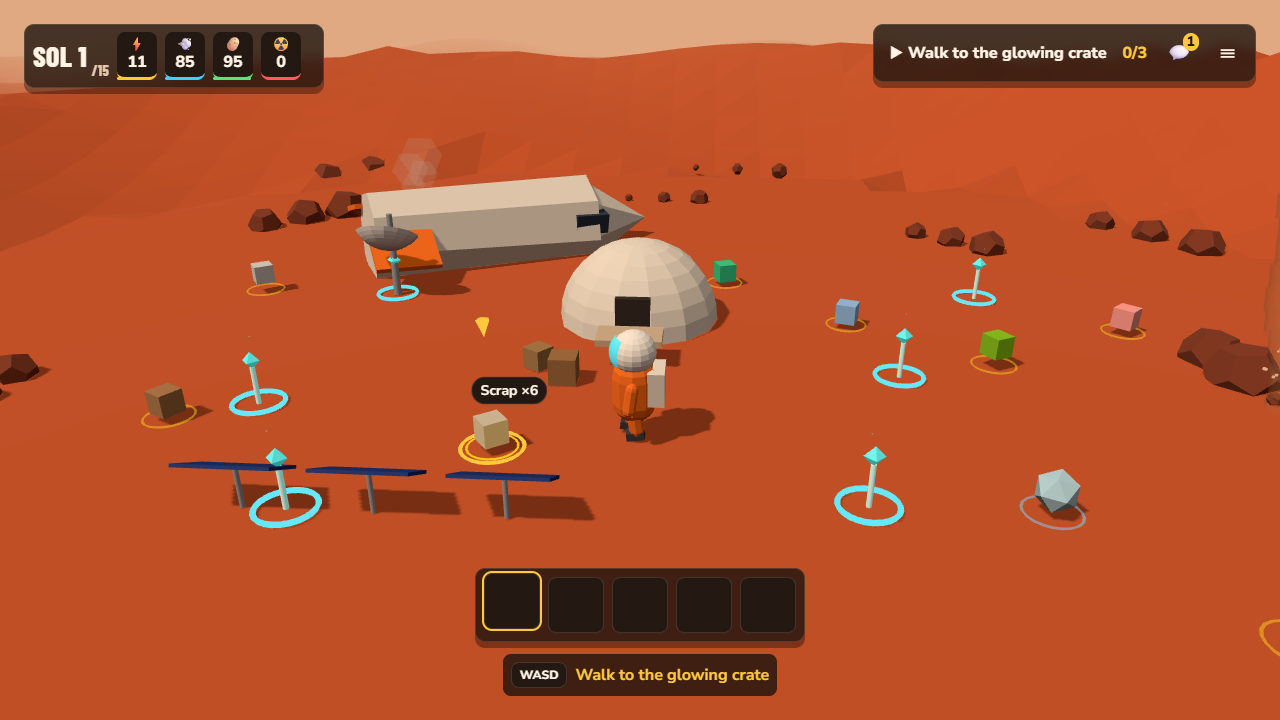 SOL 1 /15
11 85 95 0
▶ Walk to the glowing crate 0/3
1
Scrap ×6
WASD Walk to the glowing crate